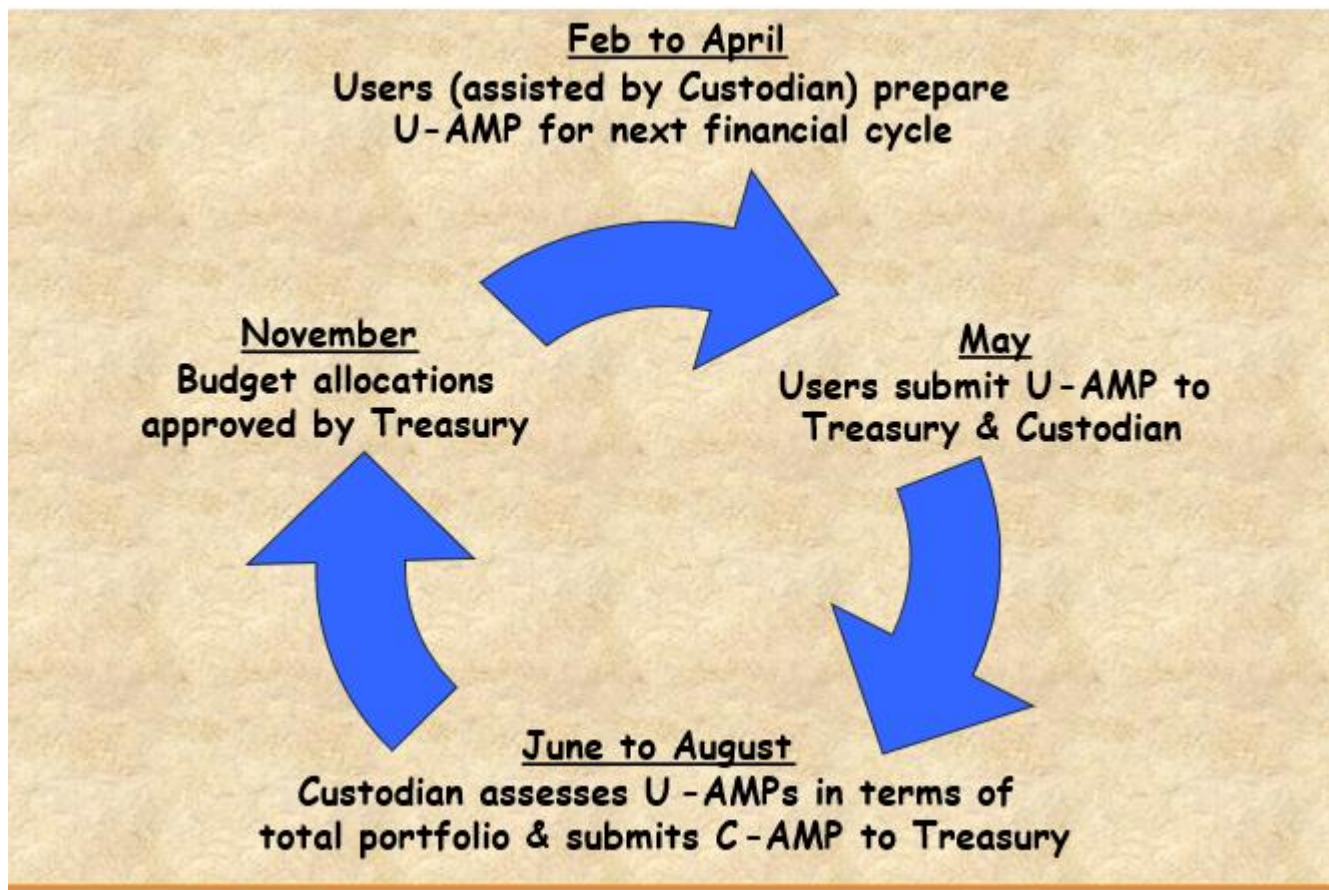 Feb to April
Users (assisted by Custodian) prepare
U-AMP for next financial cycle
May
Users submit U-AMP to
Treasury & Custodian
June to August
Custodian assesses U-AMPs in terms of
total portfolio & submits C-AMP to Treasury
November
Budget allocations
approved by Treasury